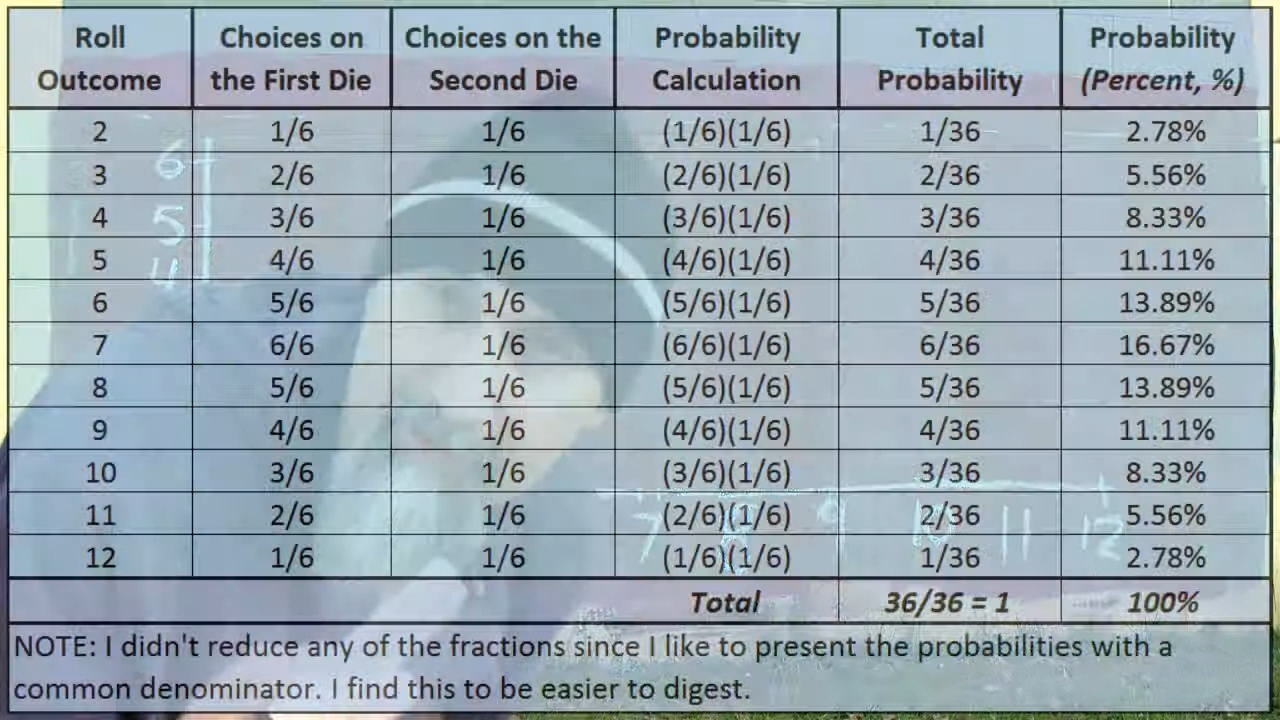 Roll Outcome Choices on the First Die Choices on the Second Die Probability Calculation Total Probability Probability (Percent, %)
2 1/6 1/6 (1/6)(1/6) 1/36 2.78%
3 2/6 1/6 (2/6)(1/6) 2/36 5.56%
4 3/6 1/6 (3/6)(1/6) 3/36 8.33%
5 4/6 1/6 (4/6)(1/6) 4/36 11.11%
6 5/6 1/6 (5/6)(1/6) 5/36 13.89%
7 6/6 1/6 (6/6)(1/6) 6/36 16.67%
8 5/6 1/6 (5/6)(1/6) 5/36 13.89%
9 4/6 1/6 (4/6)(1/6) 4/36 11.11%
10 3/6 1/6 (3/6)(1/6) 3/36 8.33%
11 2/6 1/6 (2/6)(1/6) 2/36 5.56%
12 1/6 1/6 (1/6)(1/6) 1/36 2.78%
Total 36/36 = 1 100%
NOTE: I didn't reduce any of the fractions since I like to present the probabilities with a
common denominator. I find this to be easier to digest.
6
5
4
7 8 9 10 11 12